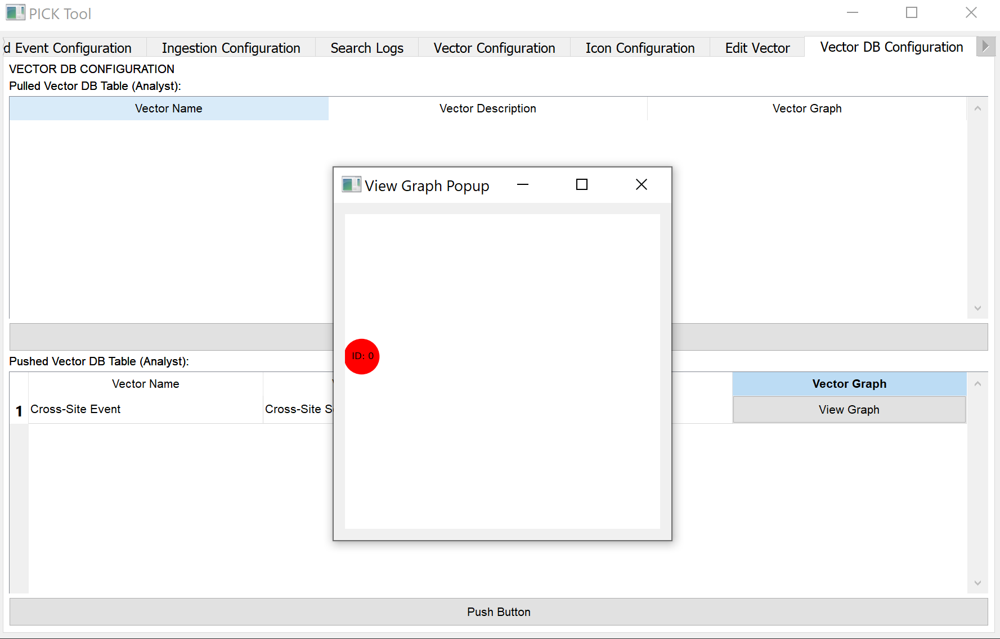 PICK Tool
d Event Configuration
Ingestion Configuration
Search Logs
Vector Configuration
Icon Configuration
Edit Vector
Vector DB Configuration
VECTOR DB CONFIGURATION
Pulled Vector DB Table (Analyst):
Vector Name
Vector Description
Vector Graph
View Graph Popup
ID: 0
Pushed Vector DB Table (Analyst):
Vector Name
Vector Graph
1
Cross-Site Event
Cross-Site S
View Graph
Push Button